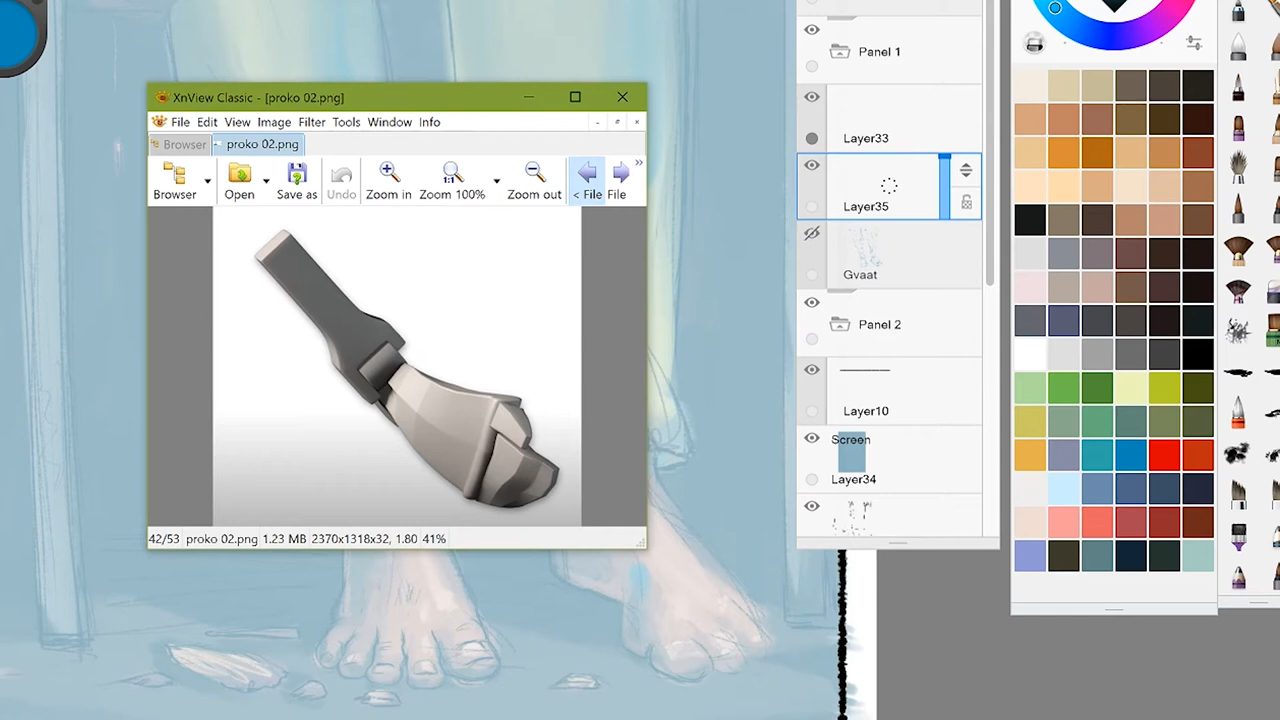 XnView Classic - [proko 02.png]
File Edit View Image Filter Tools Window Info
Browser proko 02.png
Browser Open Save as Undo Zoom in Zoom 100% Zoom out < File File
1:1
42/53 proko 02.png 1.23 MB 2370x1318x32, 1.80 41%
Panel 1
Layer33
Layer35
Gvaat
Panel 2
Layer10
Screen
Layer34